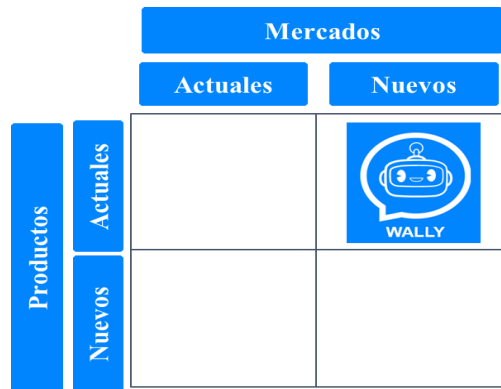 Mercados
Actuales
Nuevos
Productos
Actuales
WALLY
Nuevos